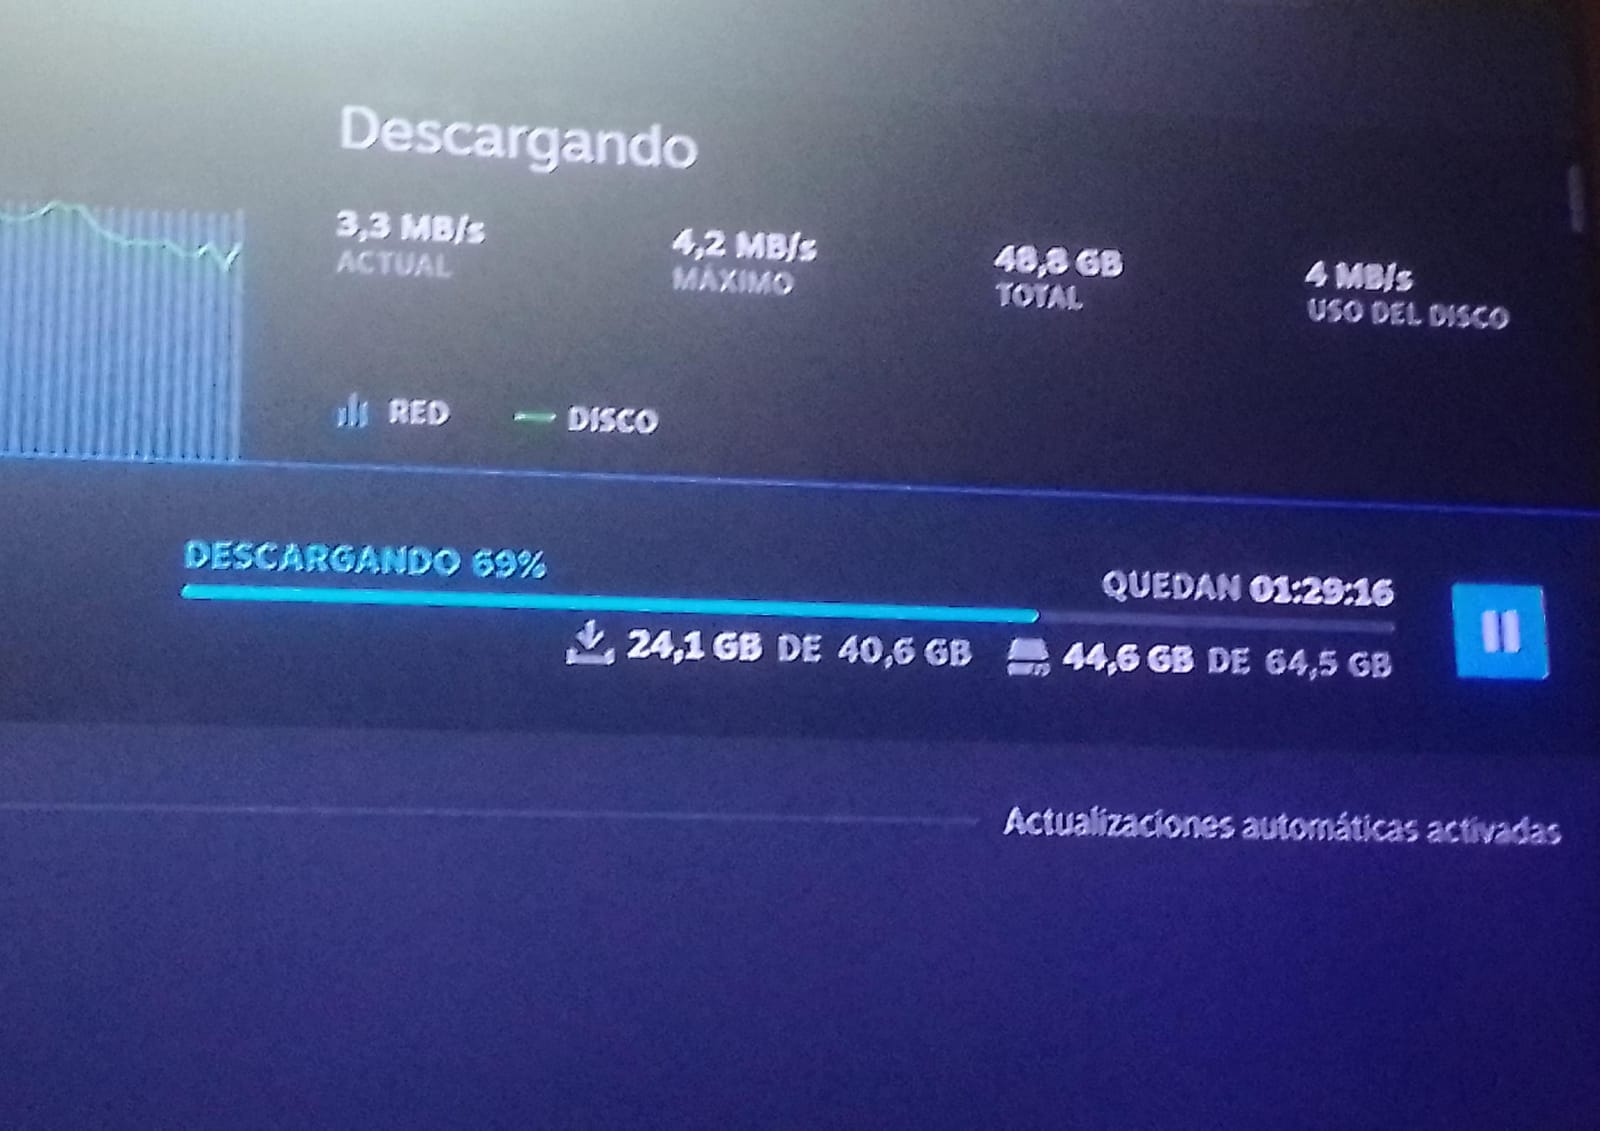 Descargando
3,3 MB/s
ACTUAL
4,2 MB/s
MÁXIMO
48,8 GB
TOTAL
4 MB/s
USO DEL DISCO
RED
DISCO
DESCARGANDO 69%
QUEDAN 01:29:16
24,1 GB DE 40,6 GB
44,6 GB DE 64,5 GB
Actualizaciones automáticas activadas